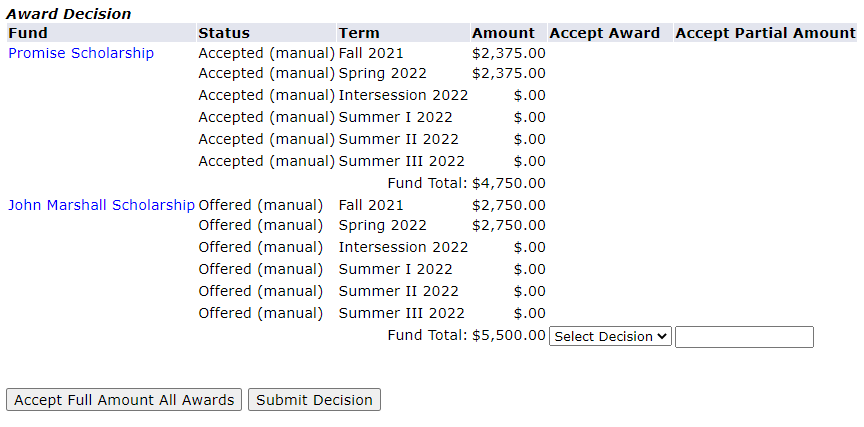 Award Decision
Fund Status Term Amount Accept Award Accept Partial Amount
Promise Scholarship Accepted (manual) Fall 2021 $2,375.00
Accepted (manual) Spring 2022 $2,375.00
Accepted (manual) Intersession 2022 $.00
Accepted (manual) Summer I 2022 $.00
Accepted (manual) Summer II 2022 $.00
Accepted (manual) Summer III 2022 $.00
Fund Total: $4,750.00
John Marshall Scholarship Offered (manual) Fall 2021 $2,750.00
Offered (manual) Spring 2022 $2,750.00
Offered (manual) Intersession 2022 $.00
Offered (manual) Summer I 2022 $.00
Offered (manual) Summer II 2022 $.00
Offered (manual) Summer III 2022 $.00
Fund Total: $5,500.00 Select Decision
Accept Full Amount All Awards Submit Decision